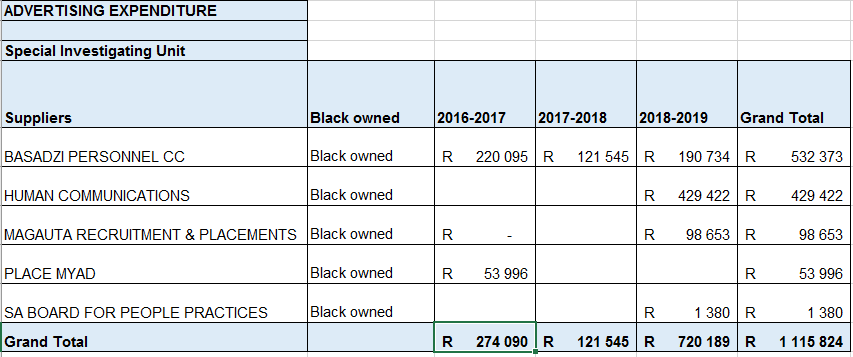 ADVERTISING EXPENDITURE
Special Investigating Unit
Suppliers Black owned 2016-2017 2017-2018 2018-2019 Grand Total
BASADZI PERSONNEL CC Black owned R 220 095 R 121 545 R 190 734 R 532 373
HUMAN COMMUNICATIONS Black owned R 429 422 R 429 422
MAGAUTA RECRUITMENT & PLACEMENTS Black owned R - R 98 653 R 98 653
PLACE MYAD Black owned R 53 996 R 53 996
SA BOARD FOR PEOPLE PRACTICES Black owned R 1 380 R 1 380
Grand Total R 274 090 R 121 545 R 720 189 R 1 115 824